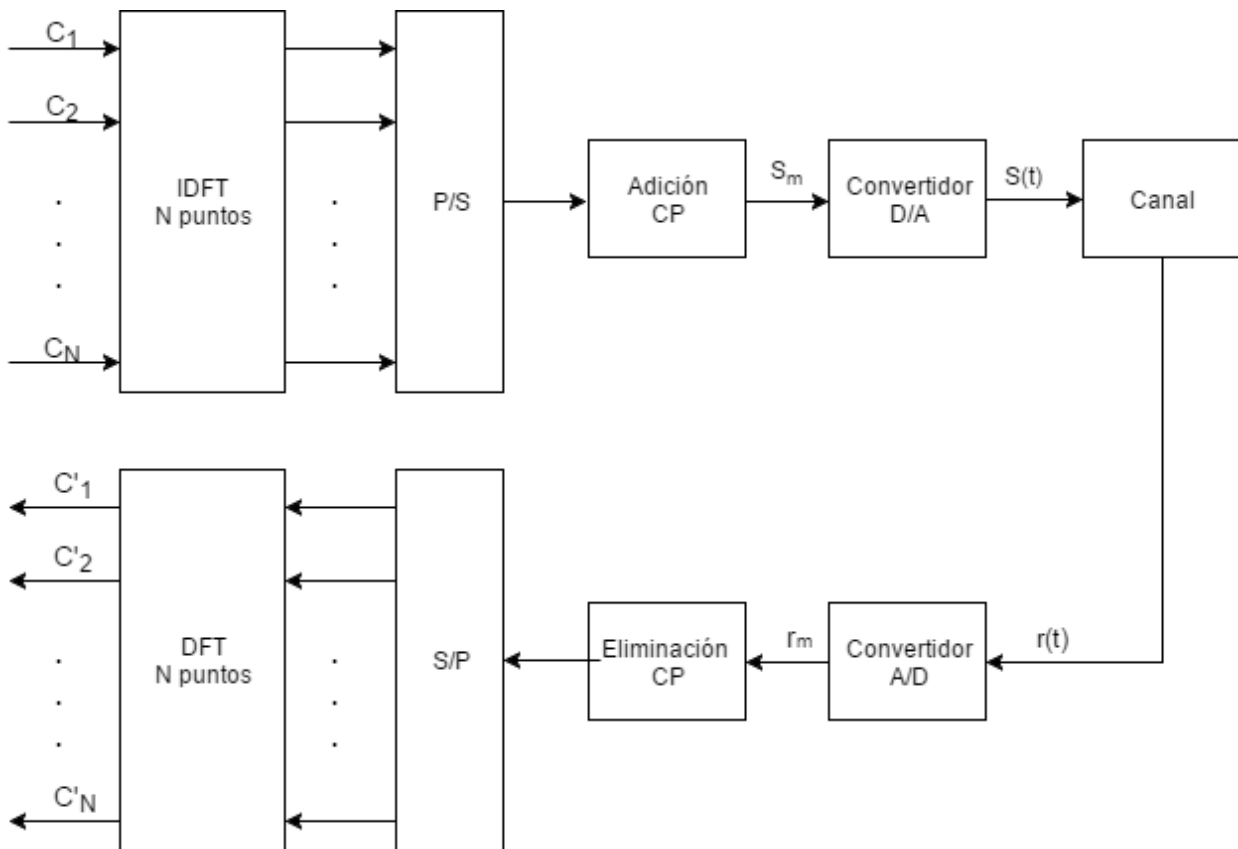 C1
C2
CN
IDFT
N puntos
P/S
Adición
CP
Sm
Convertidor
D/A
S(t)
Canal
C'1
C'2
C'N
DFT
N puntos
S/P
Eliminación
CP
rm
Convertidor
A/D
r(t)